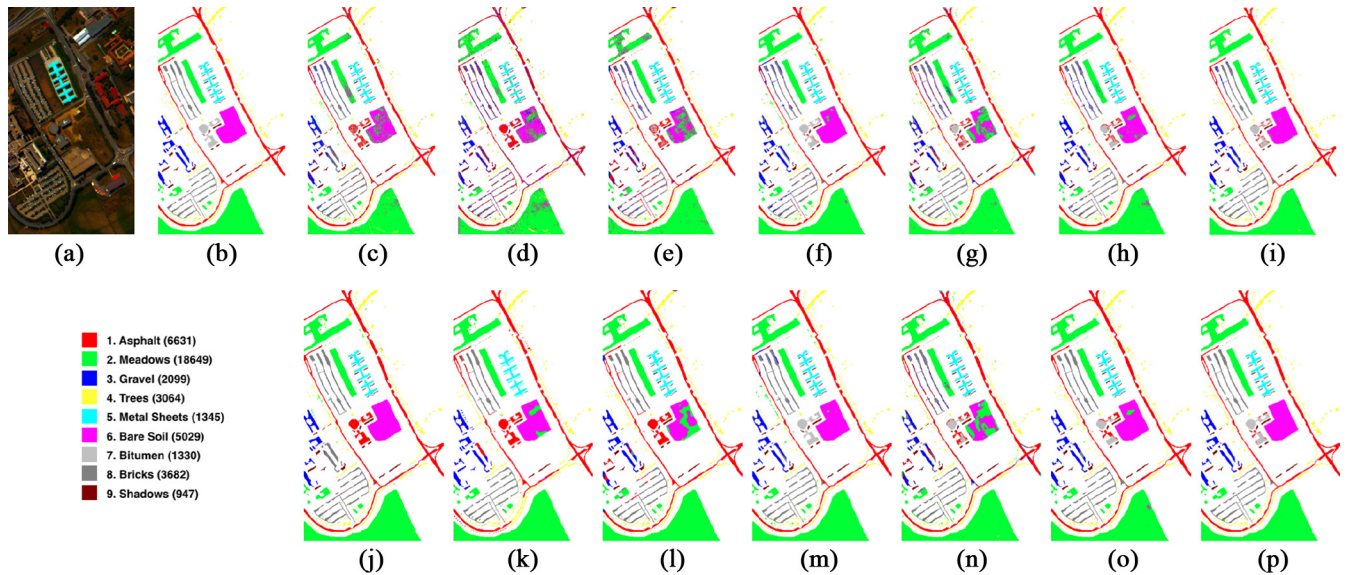 (a) (b) (c) (d) (e) (f) (g) (h) (i)
1. Asphalt (6631)
2. Meadows (18649)
3. Gravel (2099)
4. Trees (3064)
5. Metal Sheets (1345)
6. Bare Soil (5029)
7. Bitumen (1330)
8. Bricks (3682)
9. Shadows (947)
(j) (k) (l) (m) (n) (o) (p)